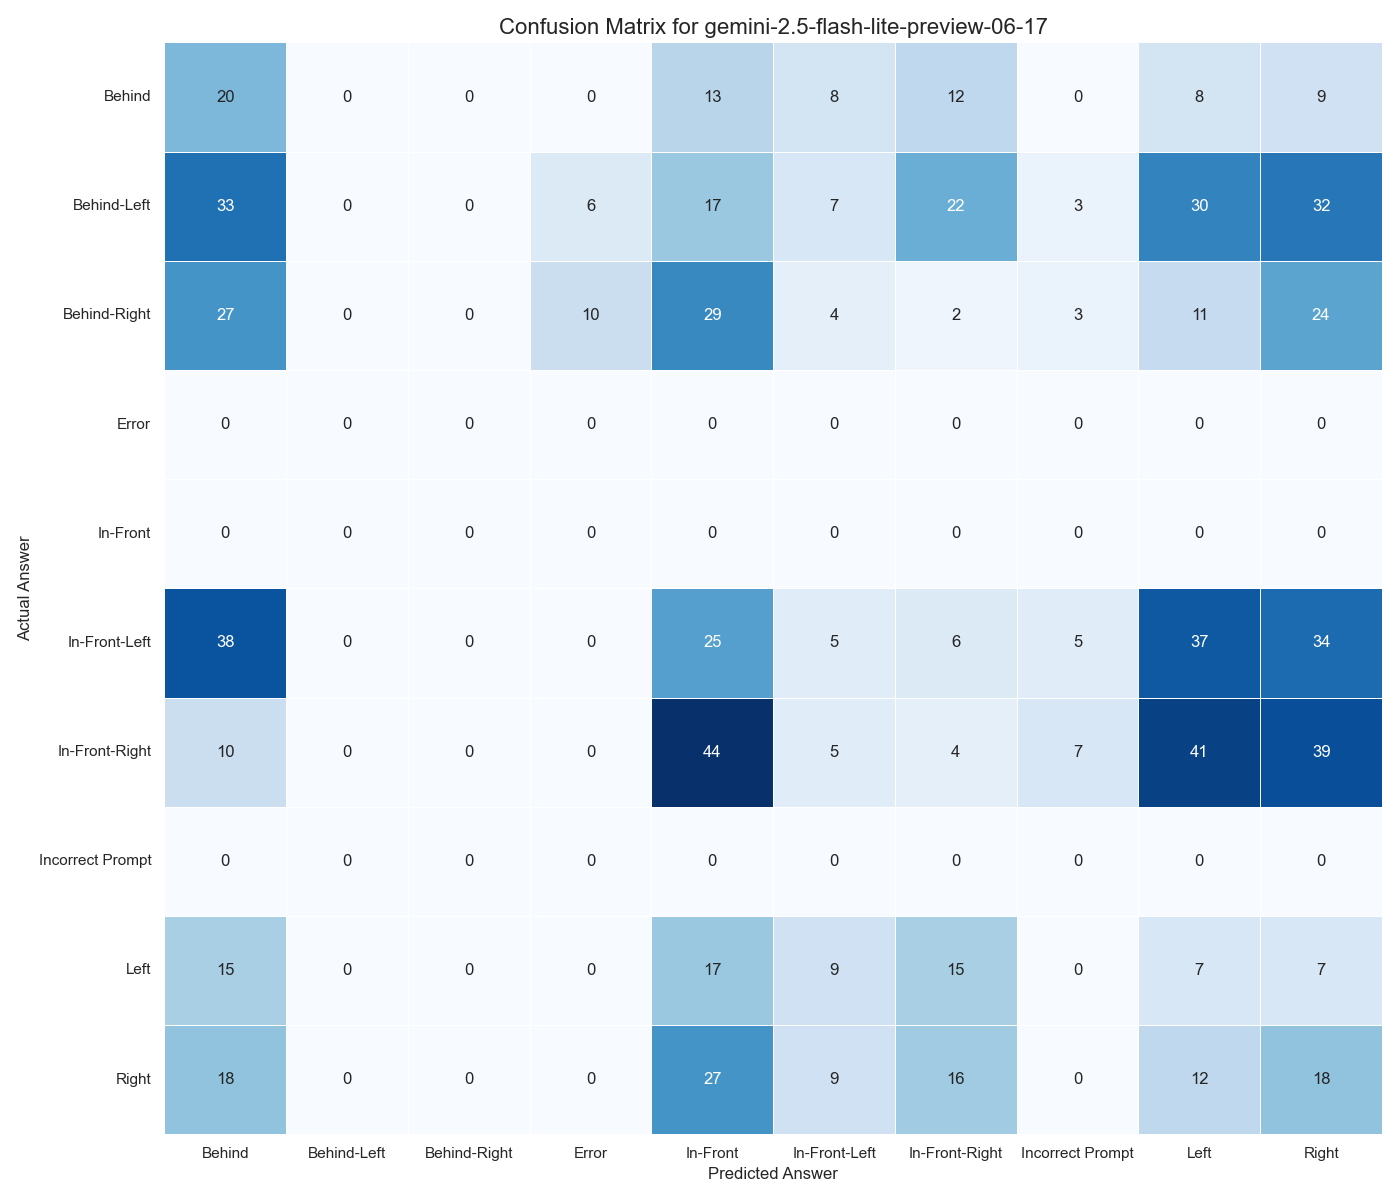 Confusion Matrix for gemini-2.5-flash-lite-preview-06-17
Actual Answer
Behind 20 0 0 0 13 8 12 0 8 9
Behind-Left 33 0 0 6 17 7 22 3 30 32
Behind-Right 27 0 0 10 29 4 2 3 11 24
Error 0 0 0 0 0 0 0 0 0 0
In-Front 0 0 0 0 0 0 0 0 0 0
In-Front-Left 38 0 0 0 25 5 6 5 37 34
In-Front-Right 10 0 0 0 44 5 4 7 41 39
Incorrect Prompt 0 0 0 0 0 0 0 0 0 0
Left 15 0 0 0 17 9 15 0 7 7
Right 18 0 0 0 27 9 16 0 12 18
Behind Behind-Left Behind-Right Error In-Front In-Front-Left In-Front-Right Incorrect Prompt Left Right
Predicted Answer